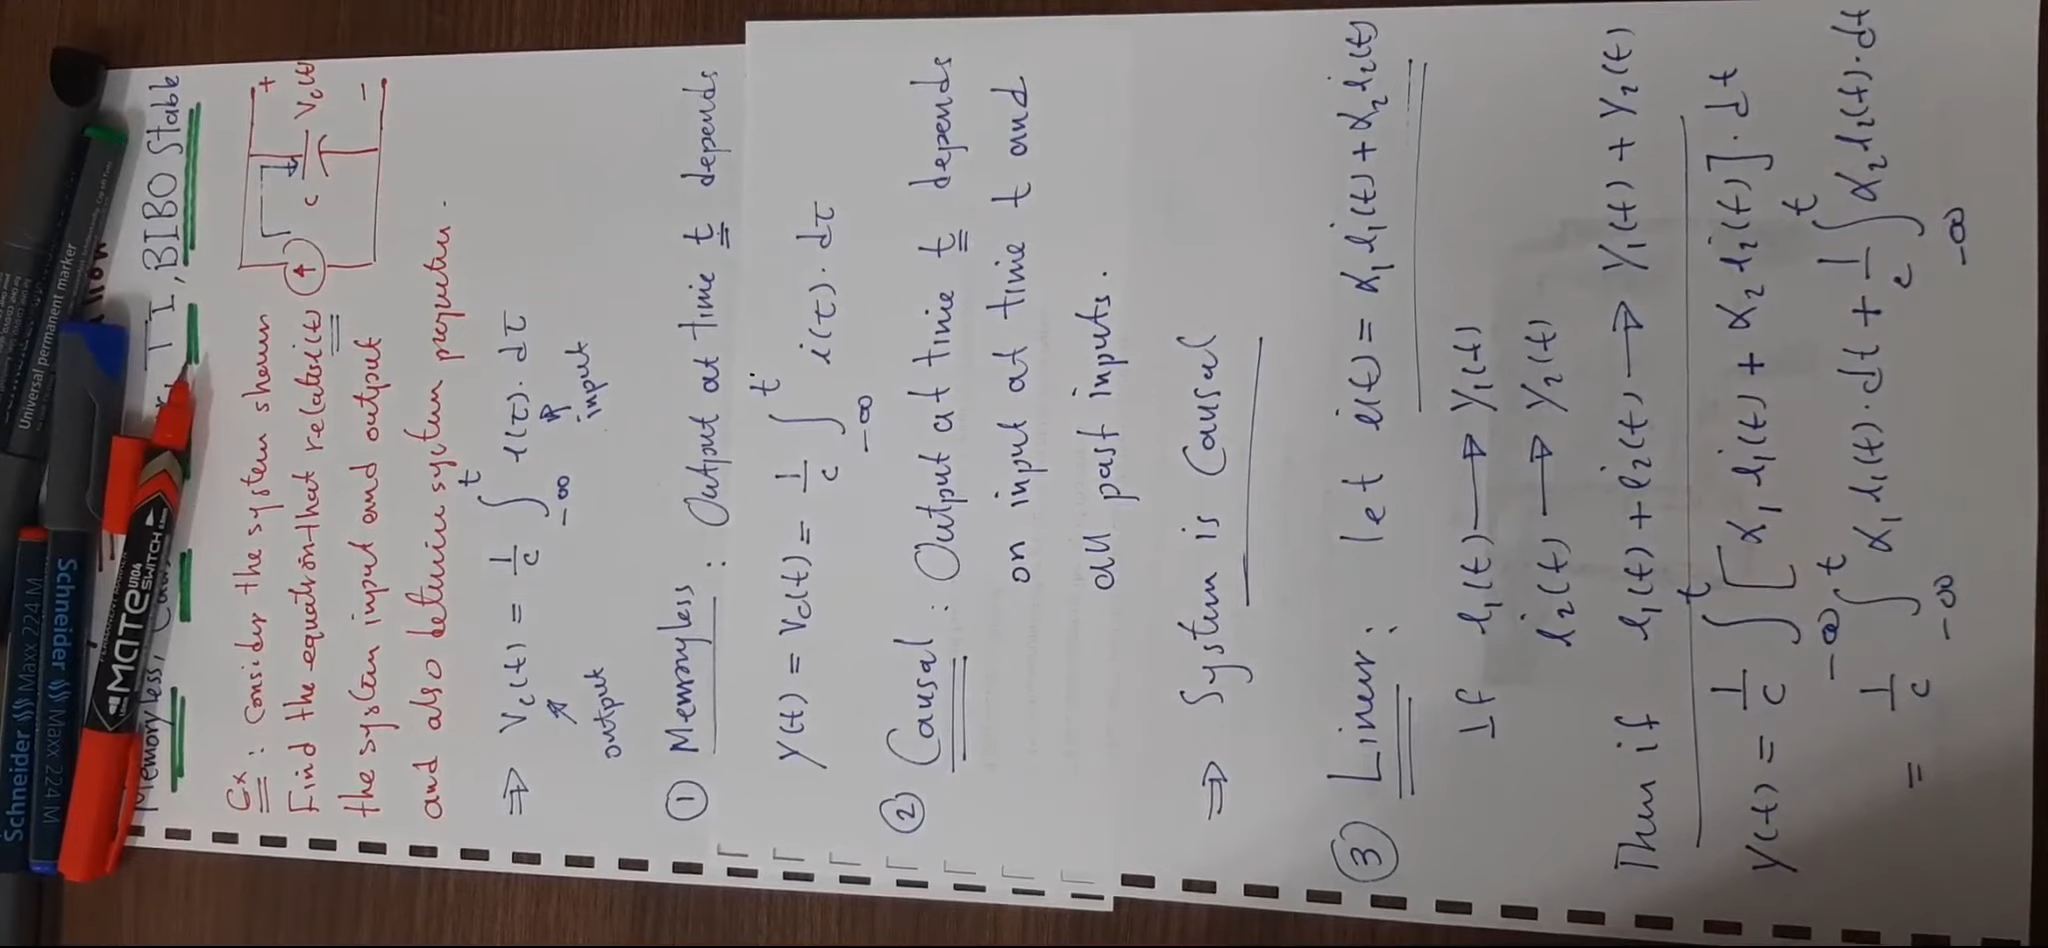 Memoryless, TI, BIBO Stable
Ex: Consider the system shown
Find the equation that relates i(t)
the system input and output
and also determine system properties.
c
+
Vc(t)
-
⇒ Vc(t) = 1/c ∫_{-∞}^{t} i(τ). dτ
output
input
① Memoryless : Output at time t depends
y(t) = Vc(t) = 1/c ∫_{-∞}^{t} i(τ). dτ
② Causal : Output at time t depends
on input at time t and
all past inputs.
⇒ System is Causal
③ Linear: let i(t) = α₁ i₁(t) + α₂ i₂(t)
If i₁(t) → y₁(t)
i₂(t) → y₂(t)
Then if i₁(t) + i₂(t) → y₁(t) + y₂(t)
y(t) = 1/c ∫_{-∞}^{t} [α₁ i₁(t) + α₂ i₂(t)]. dt
= 1/c ∫_{-∞}^{t} α₁ i₁(t). dt + 1/c ∫_{-∞}^{t} α₂ i₂(t). dt
Schneider Maxx 224 M
Schneider Maxx 224 M
MATE U104 SWITCH
Universal permanent marker